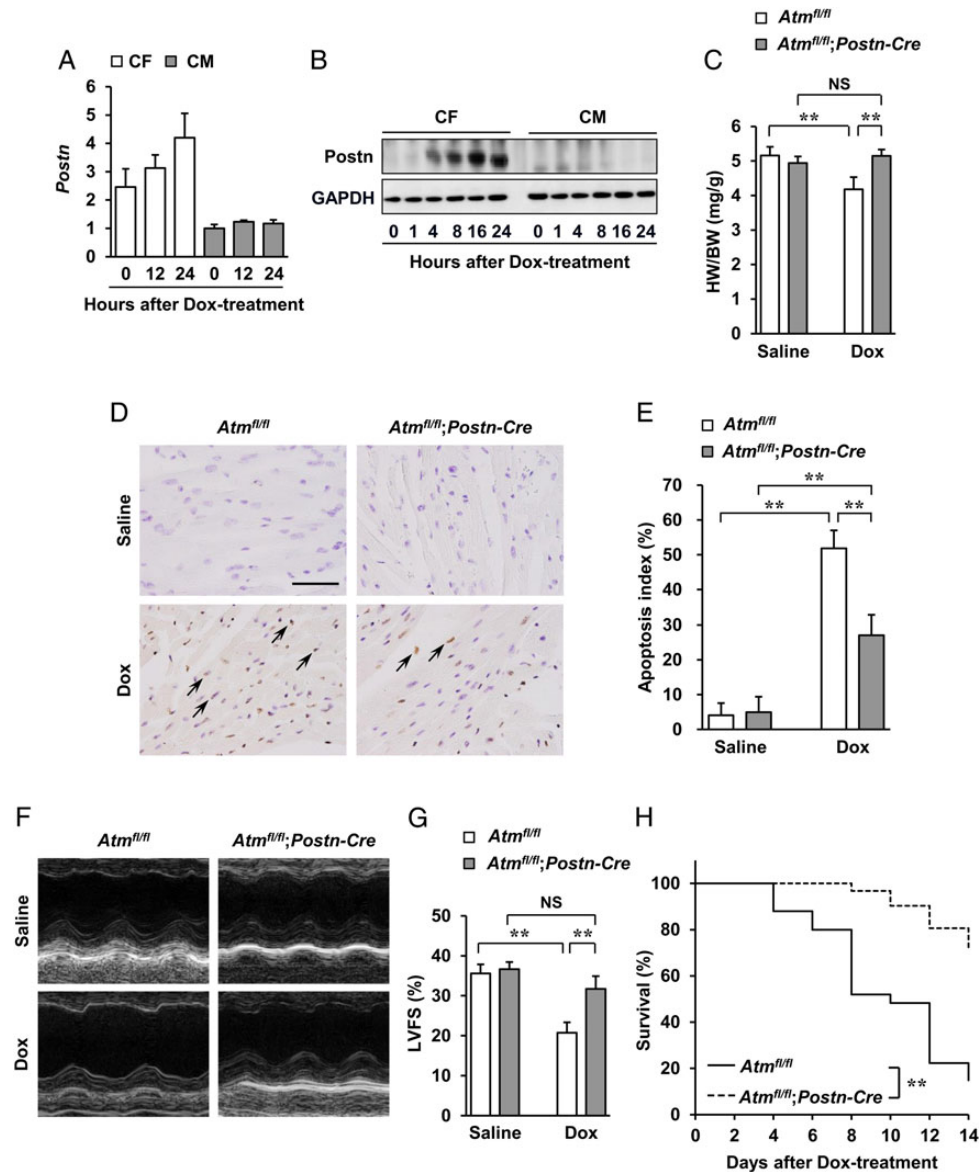 A
CF CM
Postn
6
5
4
3
2
1
0
0 12 24 0 12 24
Hours after Dox-treatment
B
CF CM
Postn
GAPDH
0 1 4 8 16 24 0 1 4 8 16 24
Hours after Dox-treatment
Atmfl/fl
Atmfl/fl;Postn-Cre
C
NS
** **
HW/BW (mg/g)
6
5
4
3
2
1
0
Saline Dox
D
Atmfl/fl Atmfl/fl;Postn-Cre
Saline
Dox
E
Atmfl/fl
Atmfl/fl;Postn-Cre
**
** **
Apoptosis index (%)
70
60
50
40
30
20
10
0
Saline Dox
F
Atmfl/fl Atmfl/fl;Postn-Cre
Saline
Dox
G
Atmfl/fl
Atmfl/fl;Postn-Cre
NS
** **
LVFS (%)
50
40
30
20
10
0
Saline Dox
H
Survival (%)
100
80
60
40
20
0
Atmfl/fl
Atmfl/fl;Postn-Cre
**
0 2 4 6 8 10 12 14
Days after Dox-treatment